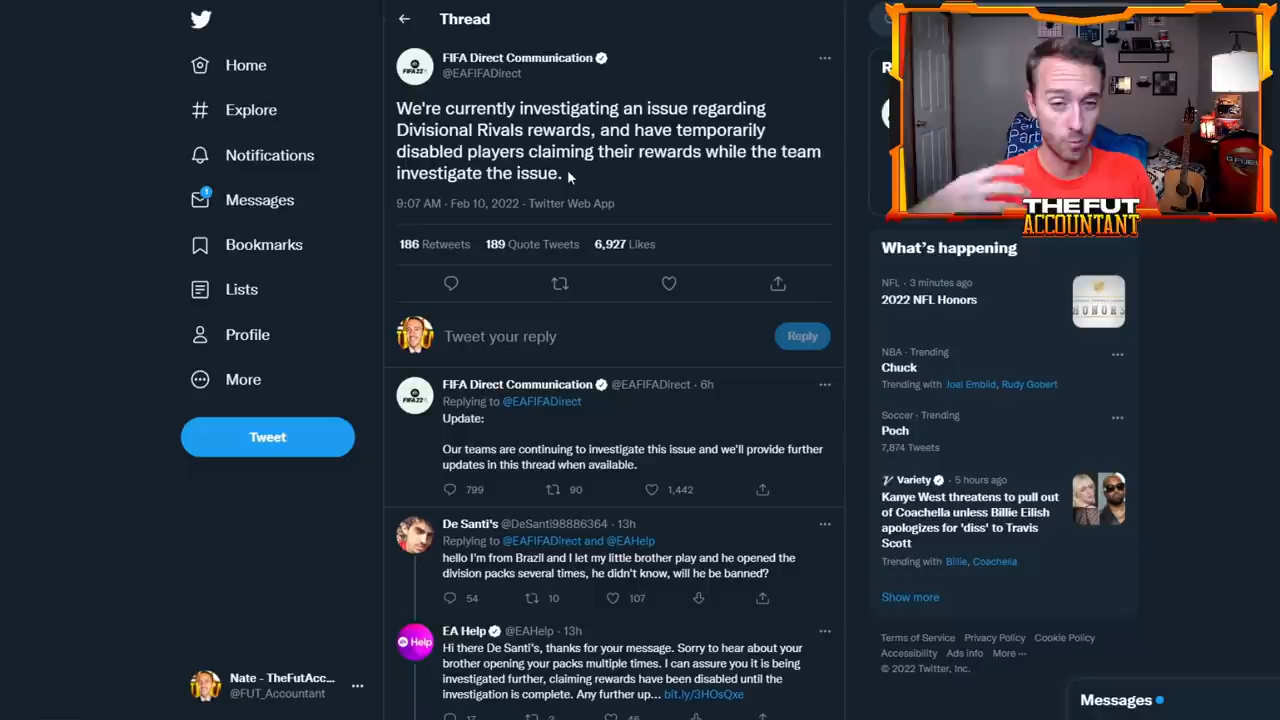 Thread
Home
Explore
Notifications
1
Messages
Bookmarks
Lists
Profile
More
Tweet
Nate - TheFutAcc...
@FUT_Accountant
FIFA Direct Communication
@EAFIFADirect
We're currently investigating an issue regarding
Divisional Rivals rewards, and have temporarily
disabled players claiming their rewards while the team
investigate the issue.
9:07 AM · Feb 10, 2022 · Twitter Web App
186 Retweets 189 Quote Tweets 6,927 Likes
Tweet your reply
Reply
FIFA Direct Communication @EAFIFADirect · 6h
Replying to @EAFIFADirect
Update:
Our teams are continuing to investigate this issue and we'll provide further
updates in this thread when available.
799 90 1,442
De Santi's @DeSanti98886364 · 13h
Replying to @EAFIFADirect and @EAHelp
hello I'm from Brazil and I let my little brother play and he opened the
division packs several times, he didn't know, will he be banned?
54 10 107
EA Help @EAHelp · 13h
Hi there De Santi's, thanks for your message. Sorry to hear about your
brother opening your packs multiple times. I can assure you it is being
investigated further, claiming rewards have been disabled until the
investigation is complete. Any further up... bit.ly/3HOsQxe
THE FUT
ACCOUNTANT
What's happening
NFL · 3 minutes ago
2022 NFL Honors
NBA · Trending
Chuck
Trending with Joel Embiid, Rudy Gobert
Soccer · Trending
Poch
7,874 Tweets
Variety · 5 hours ago
Kanye West threatens to pull out
of Coachella unless Billie Eilish
apologizes for 'diss' to Travis
Scott
Trending with Billie, Coachella
Show more
Terms of Service Privacy Policy Cookie Policy
Accessibility Ads info More ···
© 2022 Twitter, Inc.
Messages